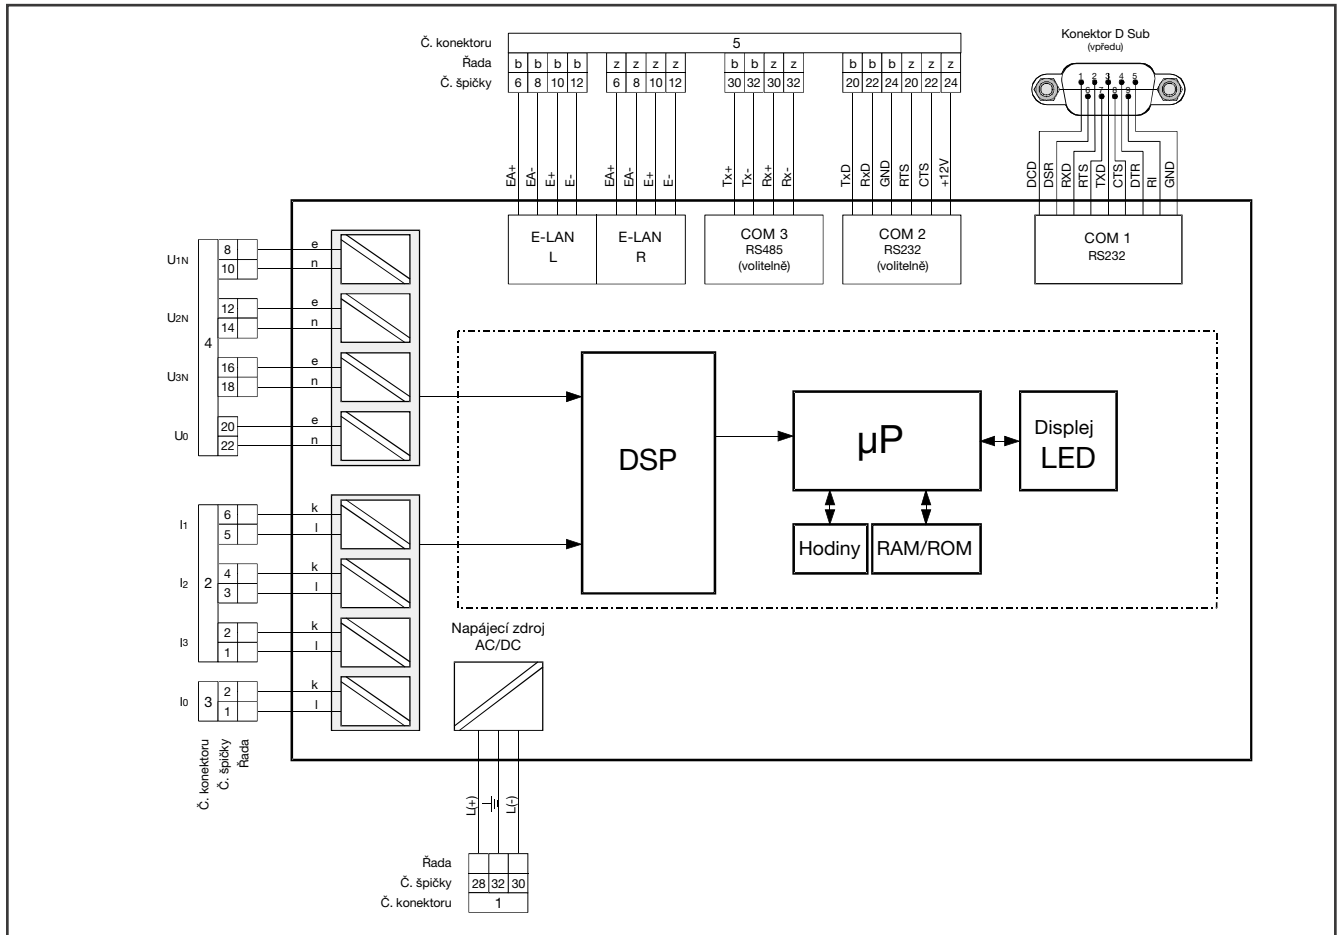 Č. konektoru 5
Řada b b b b z z z z b b z z b b b z z z
Č. špičky 6 8 10 12 6 8 10 12 30 32 30 32 20 22 24 20 22 24
Konektor D Sub
(vpředu)
1 2 3 4 5
6 7 8 9
EA+ EA- E+ E- EA+ EA- E+ E- Tx+ Tx- Rx+ Rx- TxD RxD GND RTS CTS +12V
DCD DSR RXD RTS TXD CTS DTR RI GND
E-LAN
L
E-LAN
R
COM 3
RS485
(volitelně)
COM 2
RS232
(volitelně)
COM 1
RS232
4
U1N
8 e
10 n
U2N
12 e
14 n
U3N
16 e
18 n
U0
20 e
22 n
DSP
µP
Displej
LED
Hodiny
RAM/ROM
2
I1
6 k
5 l
I2
4 k
3 l
I3
2 k
1 l
I0
3
2 k
1 l
Č. konektoru
Č. špičky
Řada
Napájecí zdroj
AC/DC
L(+) L(-)
Řada
Č. špičky 28 32 30
Č. konektoru 1